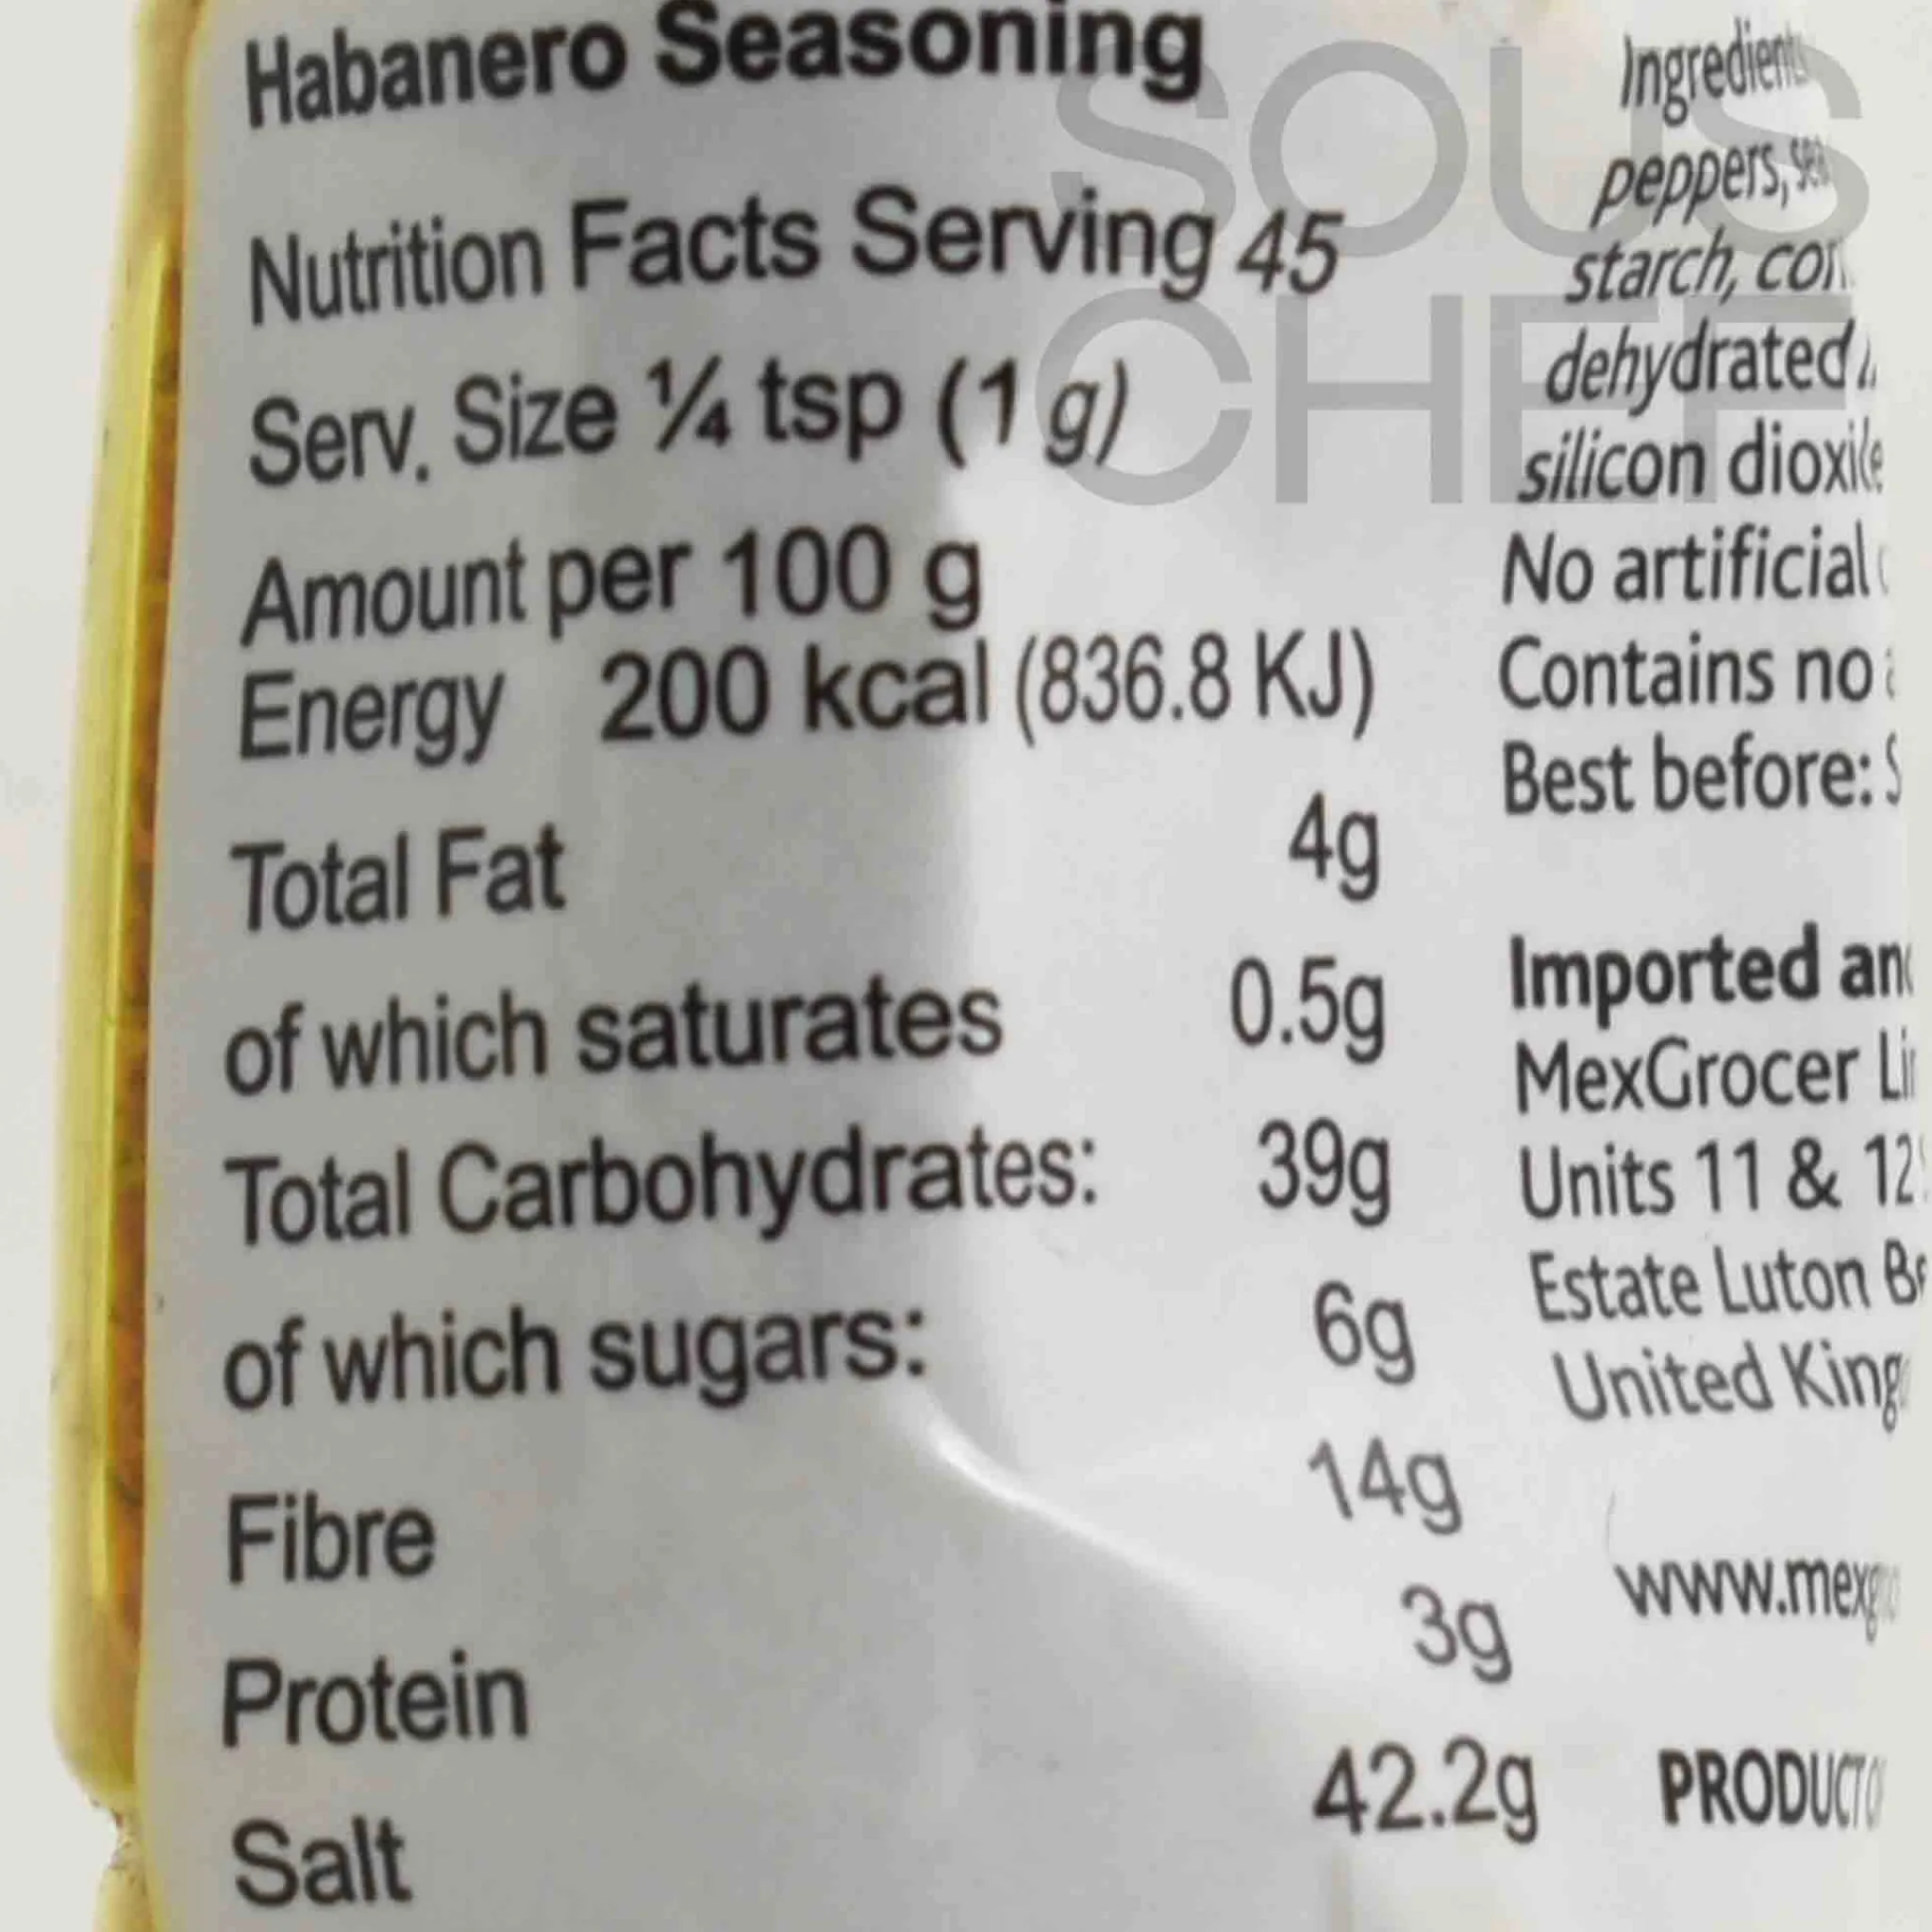 Habanero Seasoning
Nutrition Facts Serving 45
Serv. Size ¼ tsp (1 g)
Amount per 100 g
Energy 200 kcal (836.8 KJ)
Total Fat 4g
of which saturates 0.5g
Total Carbohydrates: 39g
of which sugars: 6g
Fibre 14g
Protein 3g
Salt 42.2g
peppers,
starch,
dehydrated
silicon
No artificial
Contains no
Best before:
Imported
MexGrocer
Units 11 & 12
Estate Luton
United
SOUS
CHEF